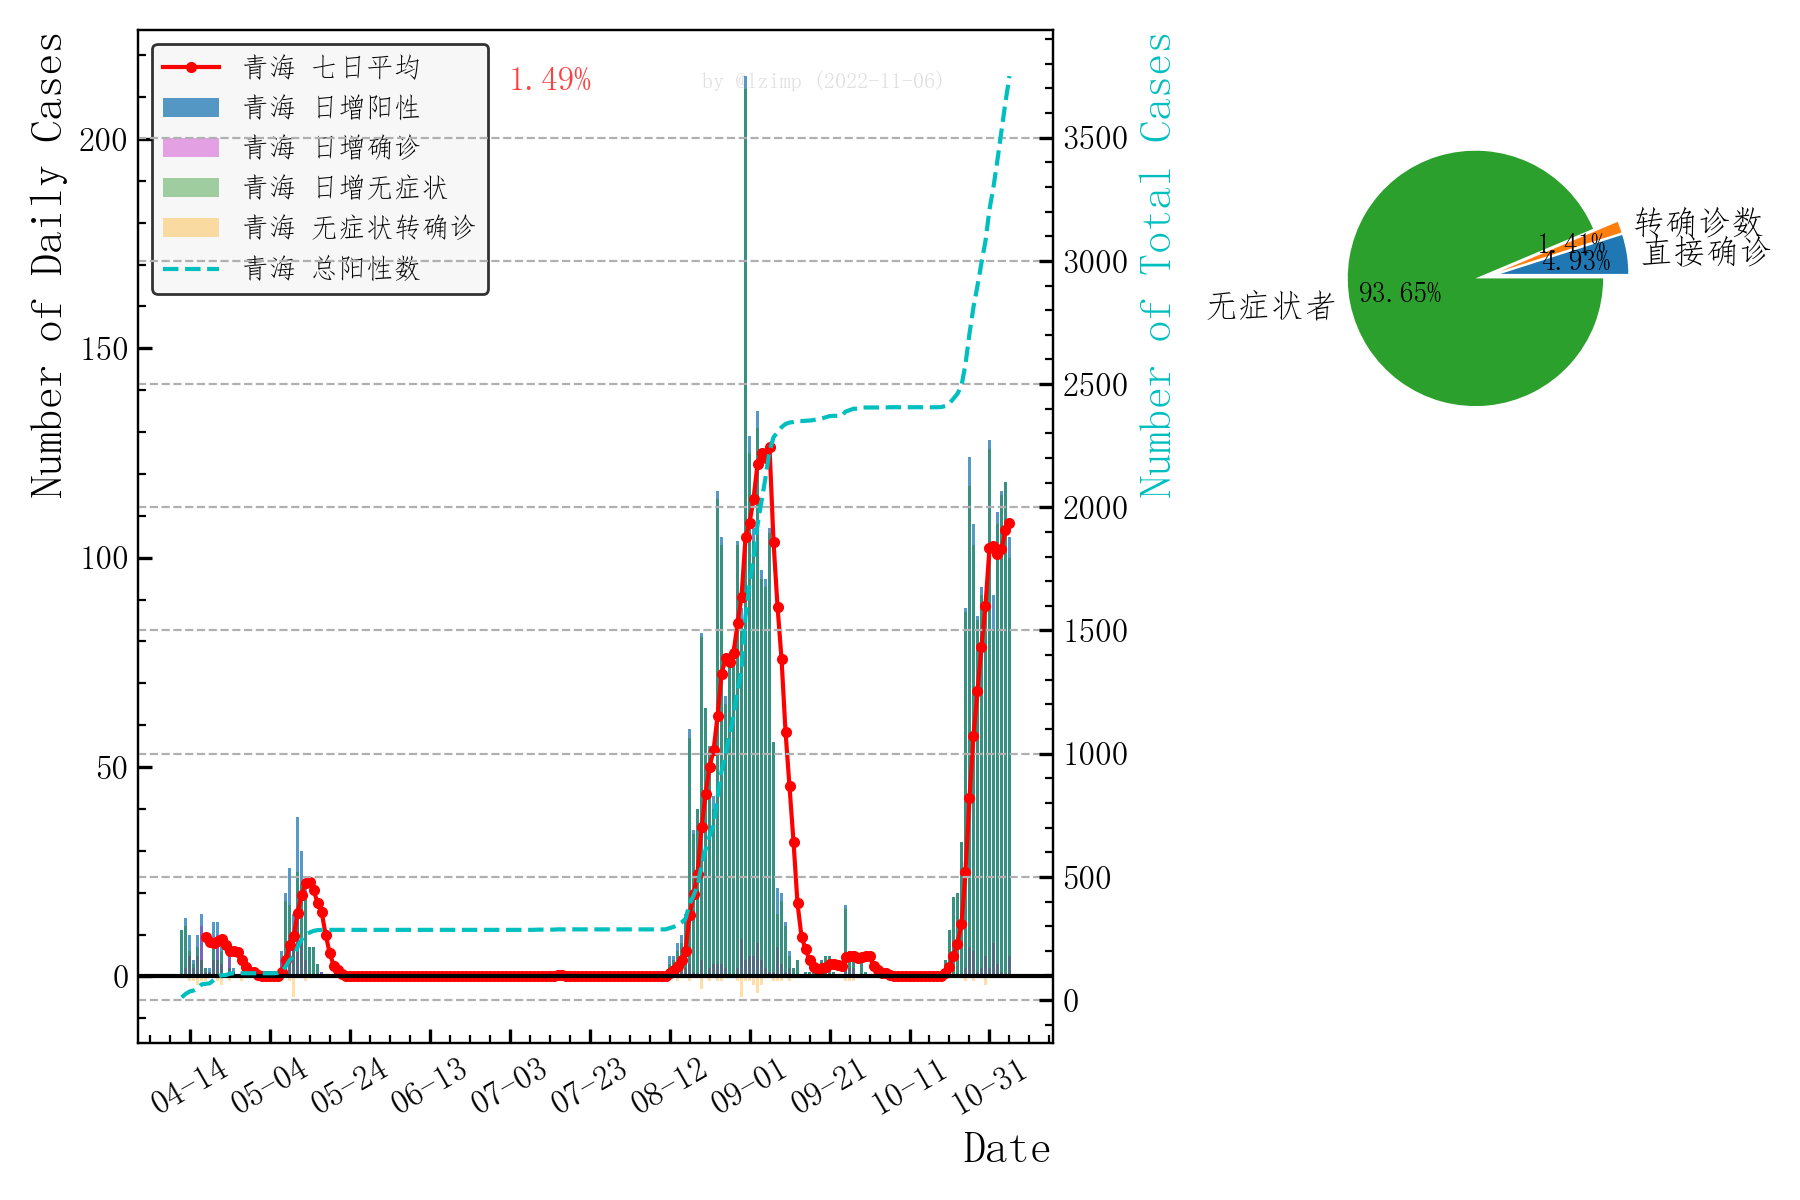 青海 七日平均
青海 日增阳性
青海 日增确诊
青海 日增无症状
青海 无症状转确诊
青海 总阳性数
1.49%
by @lzimp (2022-11-06)
Number of Daily Cases
200
150
100
50
0
Number of Total Cases
3500
3000
2500
2000
1500
1000
500
0
04-14
05-04
05-24
06-13
07-03
07-23
08-12
09-01
09-21
10-11
10-31
Date
转确诊数
1.41%
直接确诊
4.93%
无症状者
93.65%